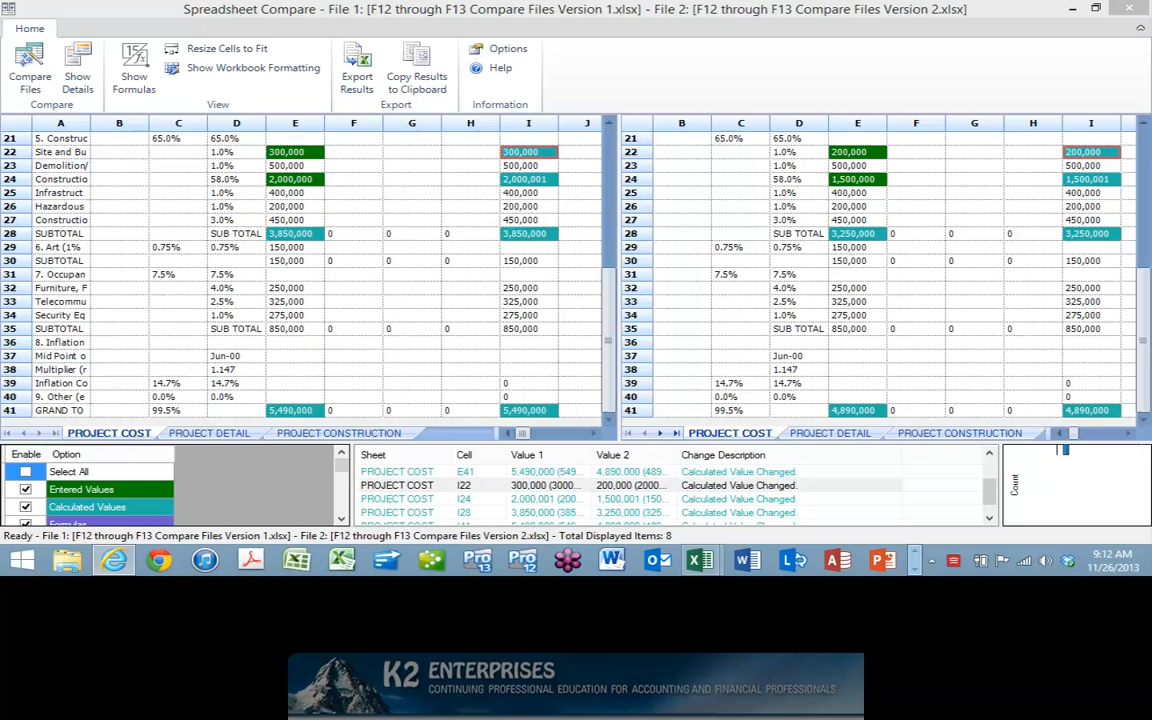 Spreadsheet Compare - File 1: [F12 through F13 Compare Files Version 1.xlsx] - File 2: [F12 through F13 Compare Files Version 2.xlsx]
Home
Compare Files
Show Details
Compare
Show Formulas
Resize Cells to Fit
Show Workbook Formatting
View
Export Results
Copy Results to Clipboard
Export
Options
Help
Information
A B C D E F G H I J
21 5. Construc 65.0% 65.0%
22 Site and Bu 1.0% 300,000 300,000
23 Demolition/ 1.0% 500,000 500,000
24 Constructio 58.0% 2,000,000 2,000,001
25 Infrastruct 1.0% 400,000 400,000
26 Hazardous 1.0% 200,000 200,000
27 Constructio 3.0% 450,000 450,000
28 SUBTOTAL SUB TOTAL 3,850,000 0 0 0 3,850,000
29 6. Art (1% 0.75% 0.75% 150,000
30 SUBTOTAL 150,000 0 0 0 150,000
31 7. Occupan 7.5% 7.5%
32 Furniture, F 4.0% 250,000 250,000
33 Telecommu 2.5% 325,000 325,000
34 Security Eq 1.0% 275,000 275,000
35 SUBTOTAL SUB TOTAL 850,000 0 0 0 850,000
36 8. Inflation
37 Mid Point o Jun-00
38 Multiplier (r 1.147
39 Inflation Co 14.7% 14.7% 0
40 9. Other (e 0.0% 0.0% 0
41 GRAND TO 99.5% 5,490,000 0 0 0 5,490,000
PROJECT COST PROJECT DETAIL PROJECT CONSTRUCTION
B C D E F G H I
21 65.0% 65.0%
22 1.0% 200,000 200,000
23 1.0% 500,000 500,000
24 58.0% 1,500,000 1,500,001
25 1.0% 400,000 400,000
26 1.0% 200,000 200,000
27 3.0% 450,000 450,000
28 SUB TOTAL 3,250,000 0 0 0 3,250,000
29 0.75% 0.75% 150,000
30 150,000 0 0 0 150,000
31 7.5% 7.5%
32 4.0% 250,000 250,000
33 2.5% 325,000 325,000
34 1.0% 275,000 275,000
35 SUB TOTAL 850,000 0 0 0 850,000
36
37 Jun-00
38 1.147
39 14.7% 14.7% 0
40 0.0% 0.0% 0
41 99.5% 4,890,000 0 0 0 4,890,000
PROJECT COST PROJECT DETAIL PROJECT CONSTRUCTION
Enable Option
Select All
Entered Values
Calculated Values
Formulas
Sheet Cell Value 1 Value 2 Change Description
PROJECT COST E41 5,490,000 (549... 4,890,000 (489... Calculated Value Changed.
PROJECT COST I22 300,000 (3000... 200,000 (2000... Calculated Value Changed.
PROJECT COST I24 2,000,001 (200... 1,500,001 (150... Calculated Value Changed.
PROJECT COST I28 3,850,000 (385... 3,250,000 (325... Calculated Value Changed.
Count
Ready - File 1: [F12 through F13 Compare Files Version 1.xlsx] - File 2: [F12 through F13 Compare Files Version 2.xlsx] - Total Displayed Items: 8
9:12 AM
11/26/2013
K2 ENTERPRISES
CONTINUING PROFESSIONAL EDUCATION FOR ACCOUNTING AND FINANCIAL PROFESSIONALS